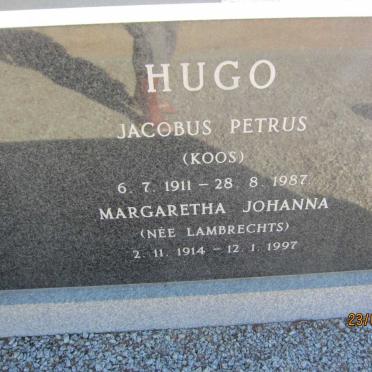 HUGO
JACOBUS PETRUS
(KOOS)
6. 7. 1911 – 28. 8. 1987
MARGARETHA JOHANNA
(NÉE LAMBRECHTS)
2. 11. 1914 – 12. 1. 1997
23/